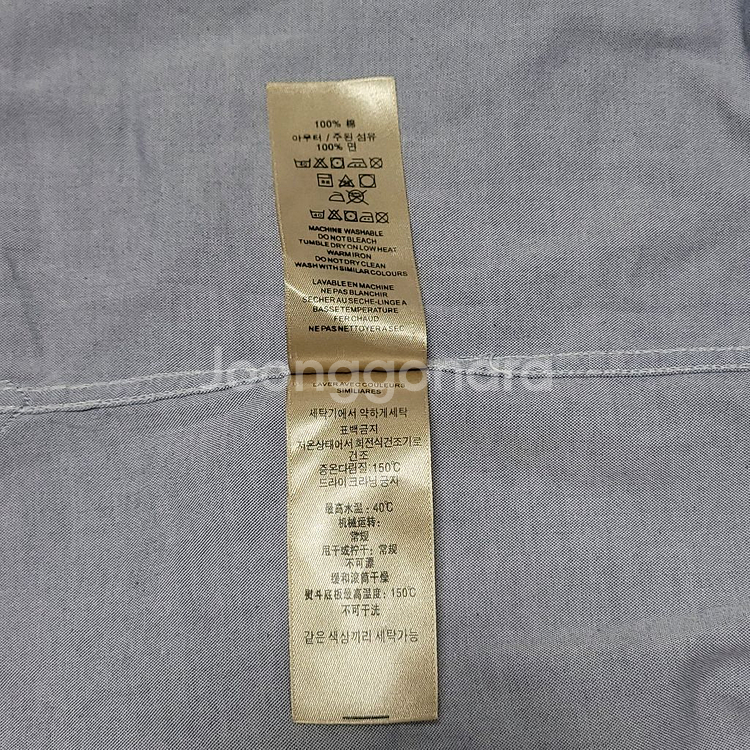 100% 棉
아우터 / 주된 섬유
100% 면
MACHINE WASHABLE
DO NOT BLEACH
TUMBLE DRY ON LOW HEAT
WARM IRON
DO NOT DRY CLEAN
WASH WITH SIMILAR COLOURS
LAVABLE EN MACHINE
NE PAS BLANCHIR
SECHER AU SECHE-LINGE A
BASSE TEMPERATURE
FER CHAUD
NE PAS NETTOYER A SEC
Joonggonara
LAVER AVEC COULEURS
SIMILIARES
세탁기에서 약하게세탁
표백금지
저온상태어서 회전식건조기로
건조
중온다림질: 150℃
드라이크라닝 금자
最高水温: 40℃
机械运转:
常规
甩干或拧干: 常规
不可漂
缓和滚筒干燥
熨斗底板最高温度: 150℃
不可干洗
같은 색상끼리 세탁가능